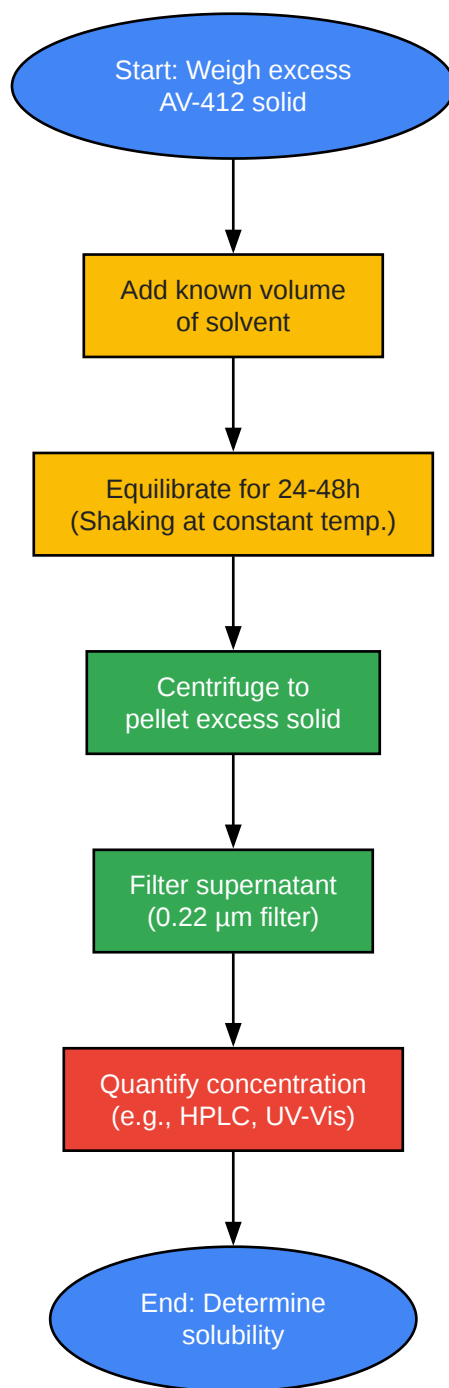 Start: Weigh excess
AV-412 solid
Add known volume
of solvent
Equilibrate for 24-48h
(Shaking at constant temp.)
Centrifuge to
pellet excess solid
Filter supernatant
(0.22 µm filter)
Quantify concentration
(e.g., HPLC, UV-Vis)
End: Determine
solubility